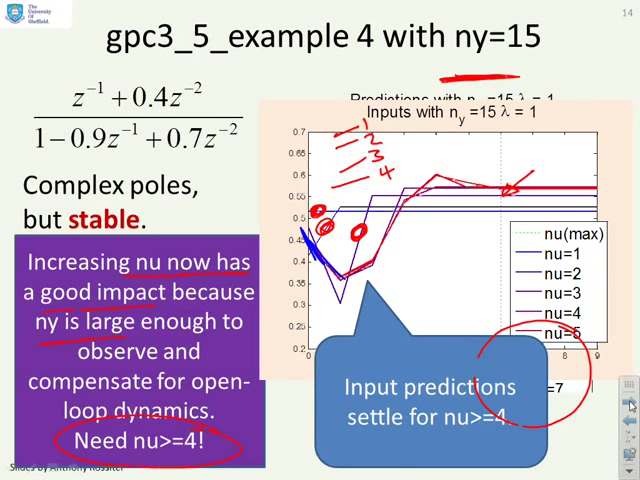 The
University
Of
Sheffield.
14
gpc3_5_example 4 with ny=15
z⁻¹ + 0.4z⁻²
1 − 0.9z⁻¹ + 0.7z⁻²
Complex poles,
but stable.
Increasing nu now has
a good impact because
ny is large enough to
observe and
compensate for open-
loop dynamics.
Need nu>=4!
Slides by Anthony Rossiter
Predictions with n =15 λ = 1
Inputs with n_y =15 λ = 1
1
2
3
4
0.7
0.65
0.6
0.55
0.5
0.45
0.4
0.35
0.3
0.25
0.2
0
8
9
nu(max)
nu=1
nu=2
nu=3
nu=4
nu=5
=7
Input predictions
settle for nu>=4.